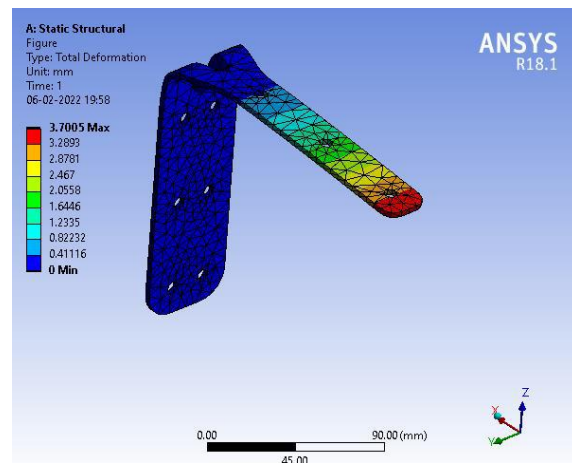 A: Static Structural
Figure
Type: Total Deformation
Unit: mm
Time: 1
06-02-2022 19:58
3.7005 Max
3.2893
2.8781
2.467
2.0558
1.6446
1.2335
0.82232
0.41116
0 Min
ANSYS
R18.1
0.00
90.00 (mm)
45.00
Z
X
Y